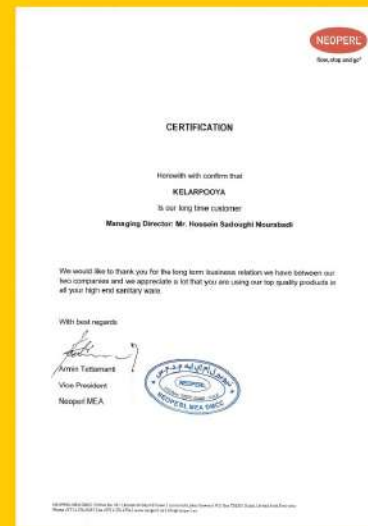 NEOPERL
flow, stop and go®
CERTIFICATION
Herewith with confirm that
KELARPOOYA
Is our long time customer
Managing Director: Mr. Hossein Sadoughi Nourabadi
We would like to thank you for the long term business relation we have between our
two companies and we appreciate a lot that you are using our top quality products in
all your high end sanitary ware.
With best regards
Armin Tettamanti
Vice President
Neoperl MEA
NEOPERL
NEOPERL MEA DMCC